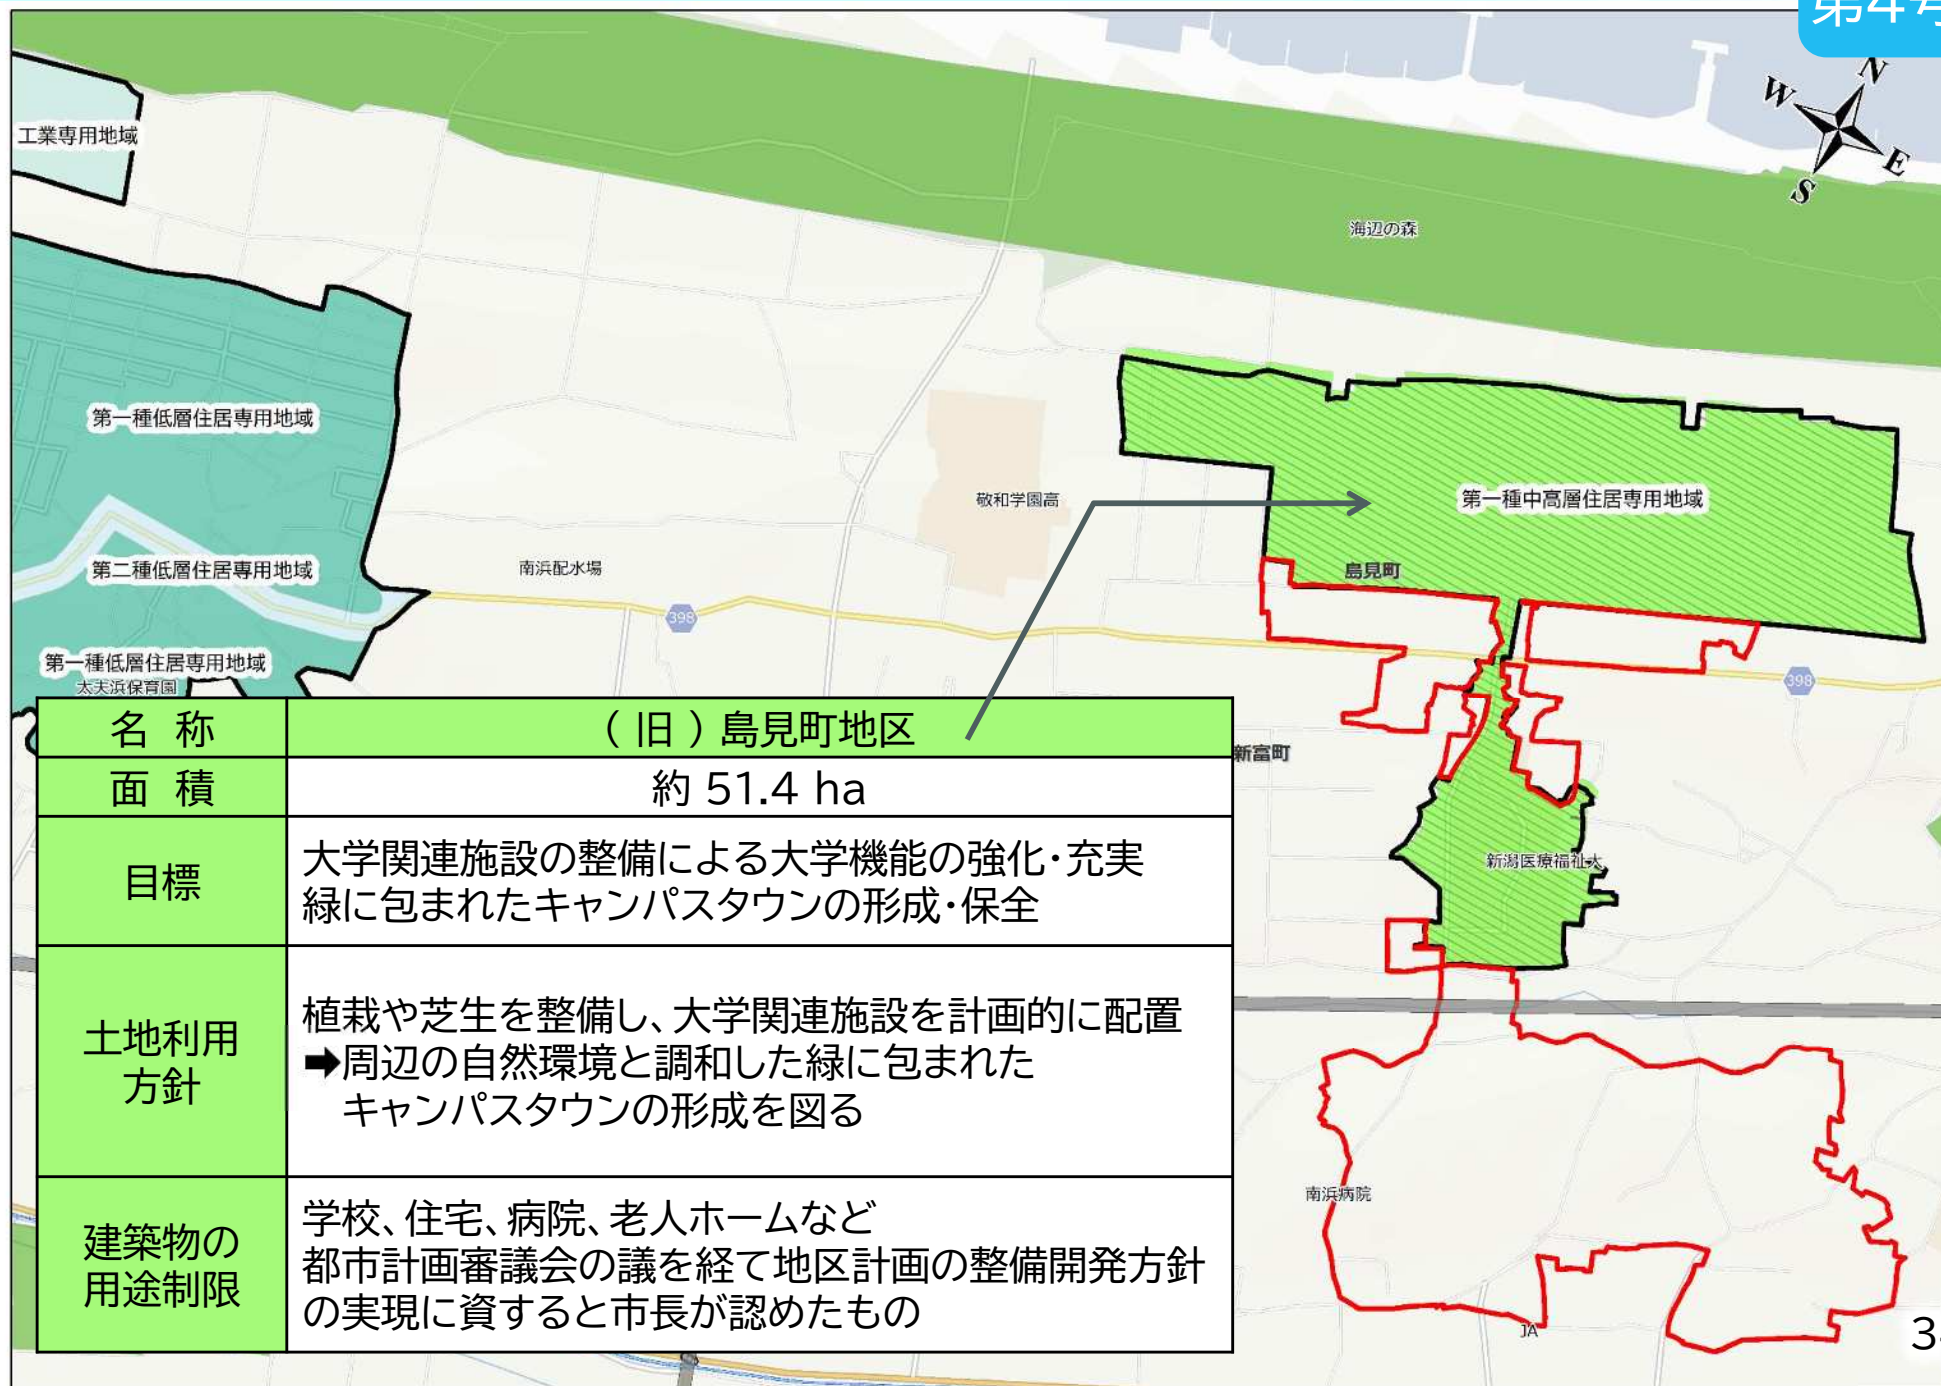 第4号
N
W
E
S
工業専用地域
海辺の森
第一種低層住居専用地域
敬和学園高
第一種中高層住居専用地域
第二種低層住居専用地域
南浜配水場
島見町
398
第一種低層住居専用地域
太夫浜保育園
398
名 称
(旧)島見町地区
新富町
面 積
約 51.4 ha
目標
大学関連施設の整備による大学機能の強化・充実
緑に包まれたキャンパスタウンの形成・保全
新潟医療福祉大
土地利用
方針
植栽や芝生を整備し、大学関連施設を計画的に配置
➡周辺の自然環境と調和した緑に包まれた
キャンパスタウンの形成を図る
南浜病院
建築物の
用途制限
学校、住宅、病院、老人ホームなど
都市計画審議会の議を経て地区計画の整備開発方針
の実現に資すると市長が認めたもの
JA